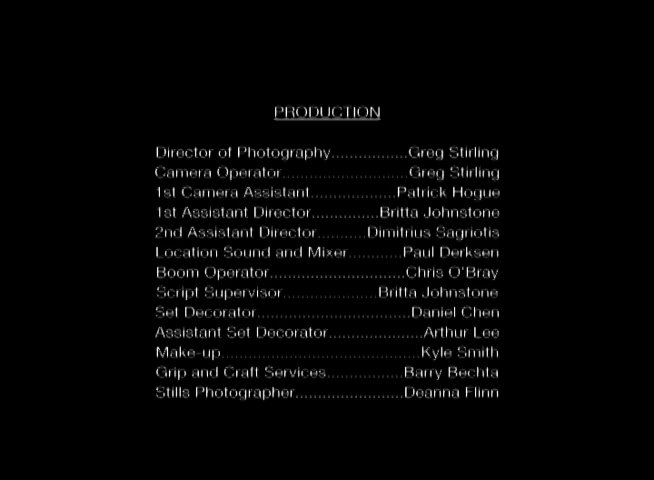 PRODUCTION
Director of Photography.................Greg Stirling
Camera Operator............................Greg Stirling
1st Camera Assistant...................Patrick Hogue
1st Assistant Director...............Britta Johnstone
2nd Assistant Director...........Dimitrius Sagriotis
Location Sound and Mixer............Paul Derksen
Boom Operator..............................Chris O'Bray
Script Supervisor.....................Britta Johnstone
Set Decorator..................................Daniel Chen
Assistant Set Decorator.....................Arthur Lee
Make-up............................................Kyle Smith
Grip and Craft Services.................Barry Bechta
Stills Photographer........................Deanna Flinn